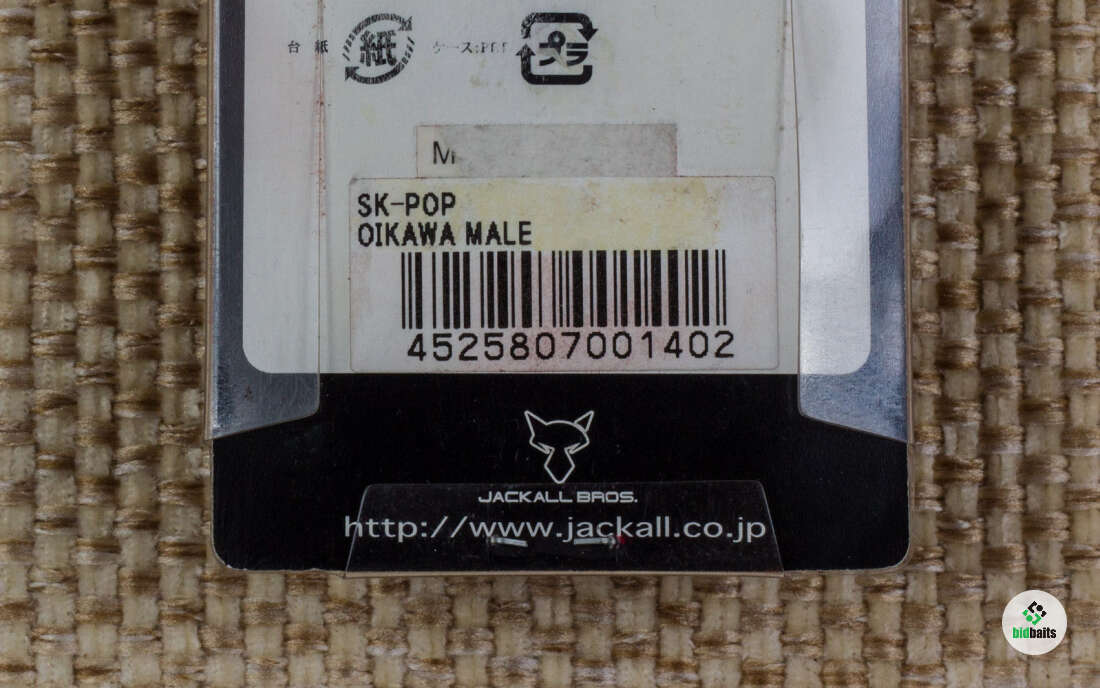 台 紙 紙 ケース:PET プラ
M
SK-POP
OIKAWA MALE
4525807001402
JACKALL BROS.
http://www.jackall.co.jp
bidbaits